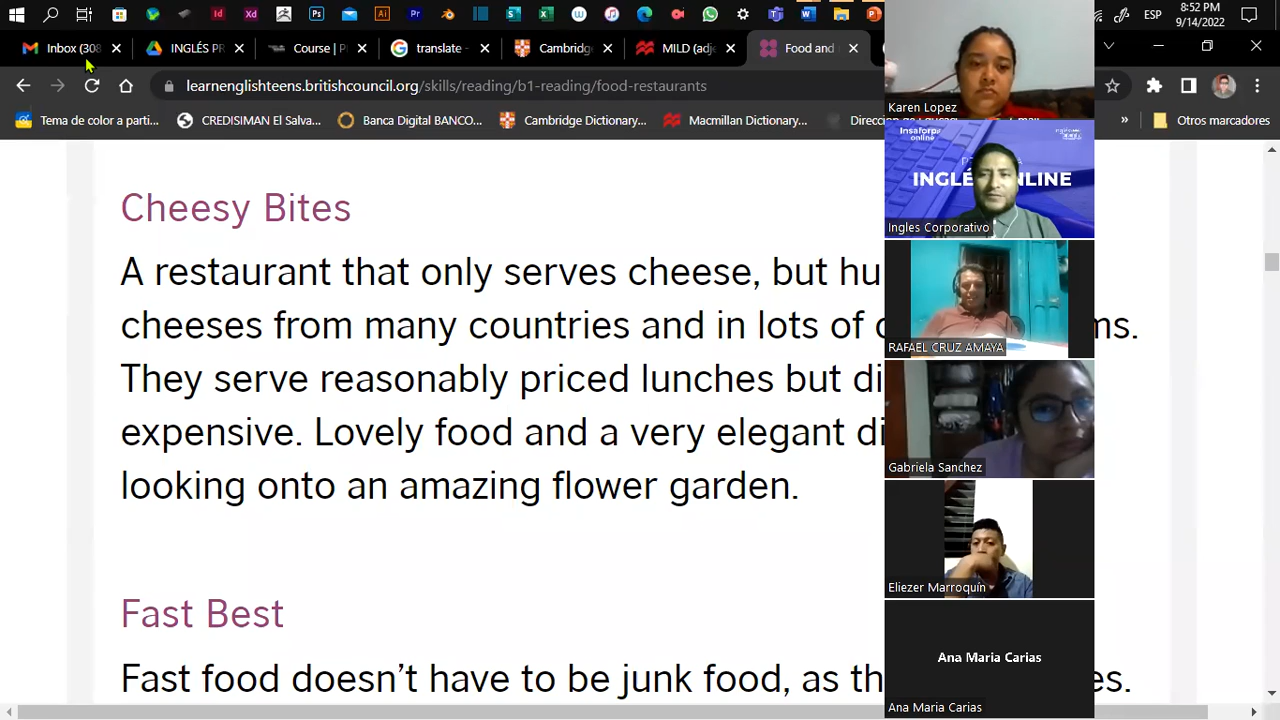 8:52 PM
ESP
9/14/2022
Inbox (308
INGLÉS PR
Course | P
translate -
Cambridg
MILD (adj
Food and
learnenglishteens.britishcouncil.org/skills/reading/b1-reading/food-restaurants
Tema de color a parti...
CREDISIMAN El Salva...
Banca Digital BANCO...
Cambridge Dictionary...
Macmillan Dictionary...
Otros marcadores
Cheesy Bites
A restaurant that only serves cheese, but hu
cheeses from many countries and in lots of ms.
They serve reasonably priced lunches but di
expensive. Lovely food and a very elegant di
looking onto an amazing flower garden.
Fast Best
Fast food doesn't have to be junk food, as th es.
Karen Lopez
Insaforp
online
INGLÉ NLINE
Ingles Corporativo
RAFAEL CRUZ AMAYA
Gabriela Sanchez
Eliezer Marroquín
Ana Maria Carias
Ana Maria Carias